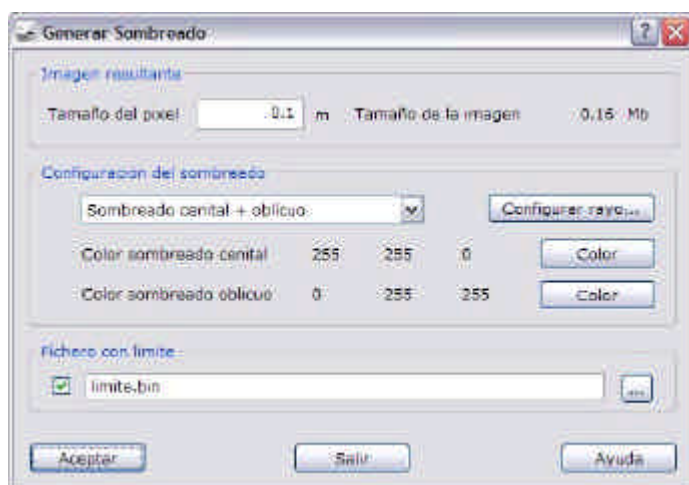 Generar Sombreado
Imagen resultante
Tamaño del pixel 0.1 m Tamaño de la imagen 0.16 Mb
Configuración del sombreado
Sombreado cenital + oblicuo Configurar rayo...
Color sombreado cenital 255 255 0 Color
Color sombreado oblicuo 0 255 255 Color
Fichero con limite
limite.bin ...
Aceptar Salir Ayuda